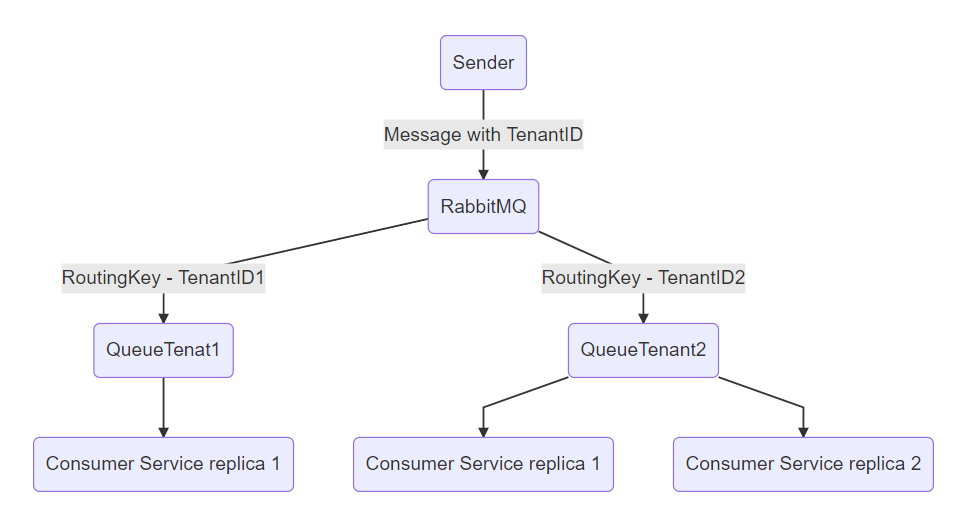 Sender
Message with TenantID
RabbitMQ
RoutingKey - TenantID1
RoutingKey - TenantID2
QueueTenat1
QueueTenant2
Consumer Service replica 1
Consumer Service replica 1
Consumer Service replica 2